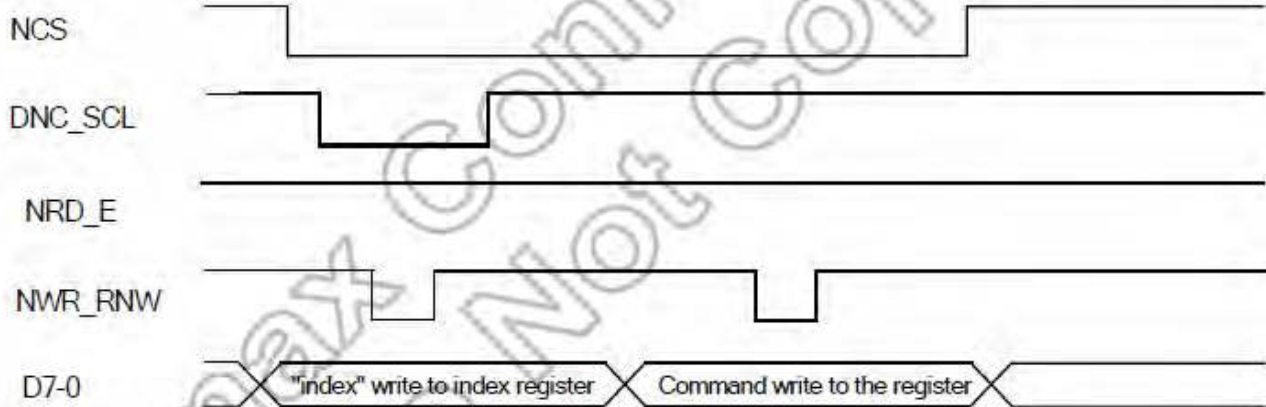 NCS
DNC_SCL
NRD_E
NWR_RNW
D7-0 "index" write to index register Command write to the register